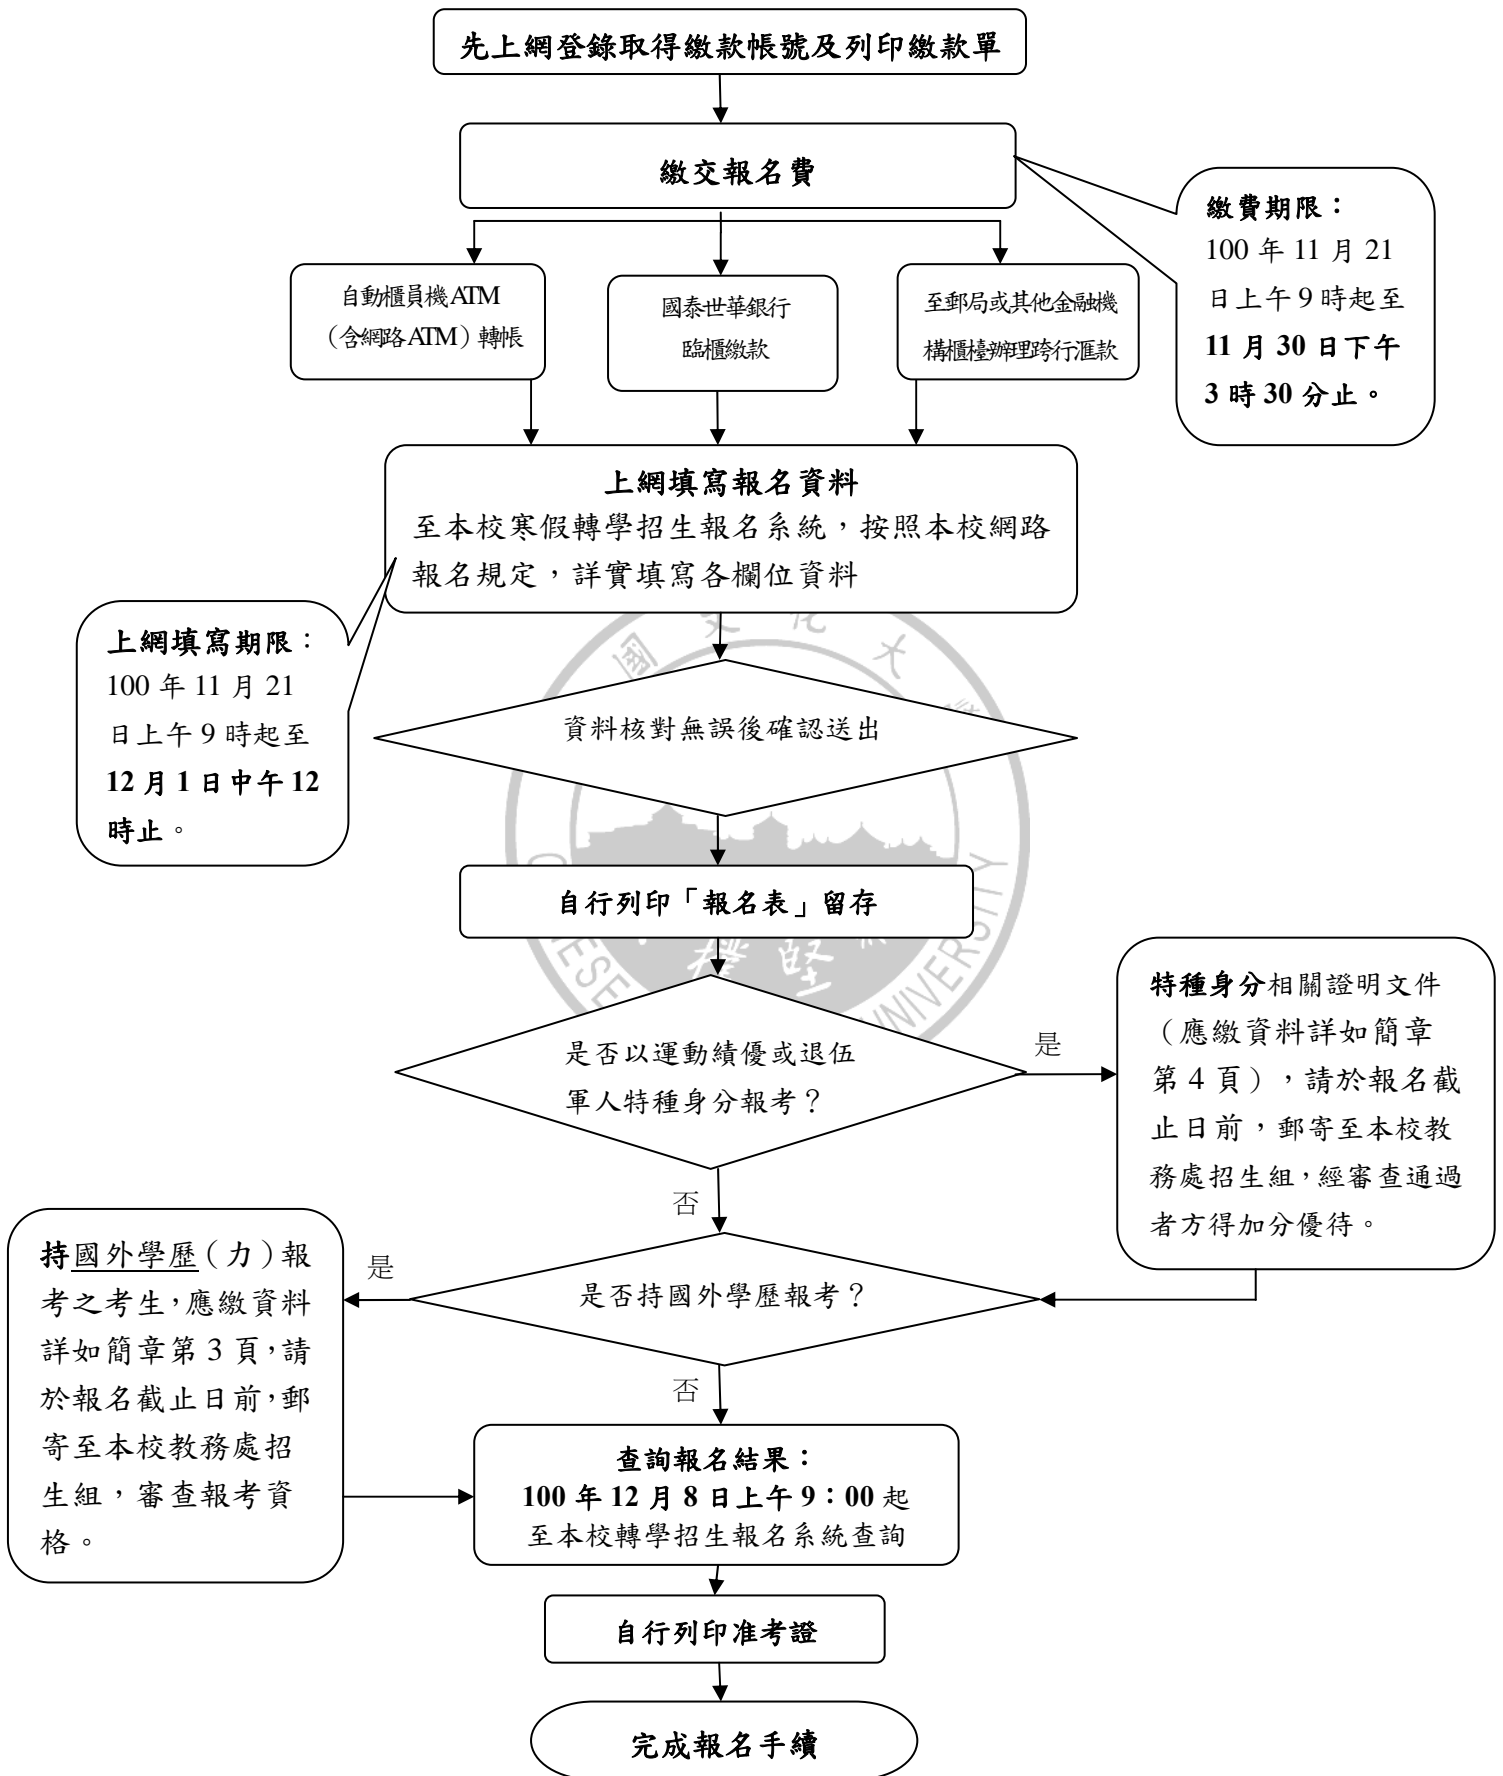 先上網登錄取得繳款帳號及列印繳款單
繳交報名費
繳費期限：
100 年 11 月 21
日上午 9 時起至
11 月 30 日下午
3 時 30 分止。
自動櫃員機ATM
（含網路ATM）轉帳
國泰世華銀行
臨櫃繳款
至郵局或其他金融機
構櫃檯辦理跨行滙款
上網填寫報名資料
至本校寒假轉學招生報名系統，按照本校網路
報名規定，詳實填寫各欄位資料
上網填寫期限：
100 年 11 月 21
日上午 9 時起至
12 月 1 日中午 12
時止。
國 文 化 大
資料核對無誤後確認送出
自行列印「報名表」留存
UNIVERSITY
是否以運動績優或退伍
軍人特種身分報考？
是
特種身分相關證明文件
（應繳資料詳如簡章
第 4 頁），請於報名截
止日前，郵寄至本校教
務處招生組，經審查通過
者方得加分優待。
否
是否持國外學歷報考？
是
持國外學歷（力）報
考之考生，應繳資料
詳如簡章第 3 頁，請
於報名截止日前，郵
寄至本校教務處招
生組，審查報考資
格。
否
查詢報名結果：
100 年 12 月 8 日上午 9：00 起
至本校轉學招生報名系統查詢
自行列印准考證
完成報名手續